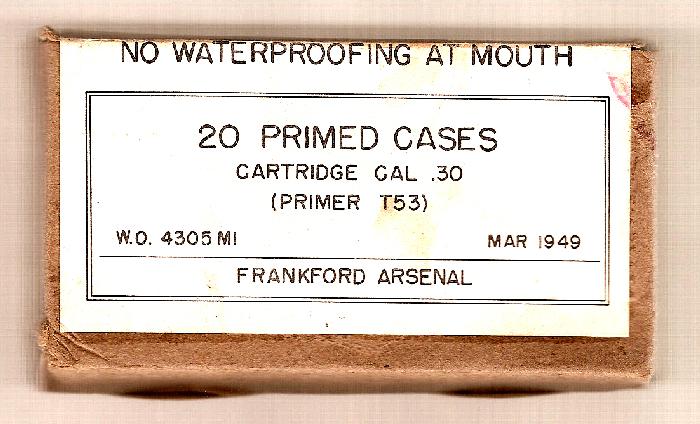 NO WATERPROOFING AT MOUTH
20 PRIMED CASES
CARTRIDGE CAL .30
(PRIMER T53)
W.O. 4305 MI MAR 1949
FRANKFORD ARSENAL